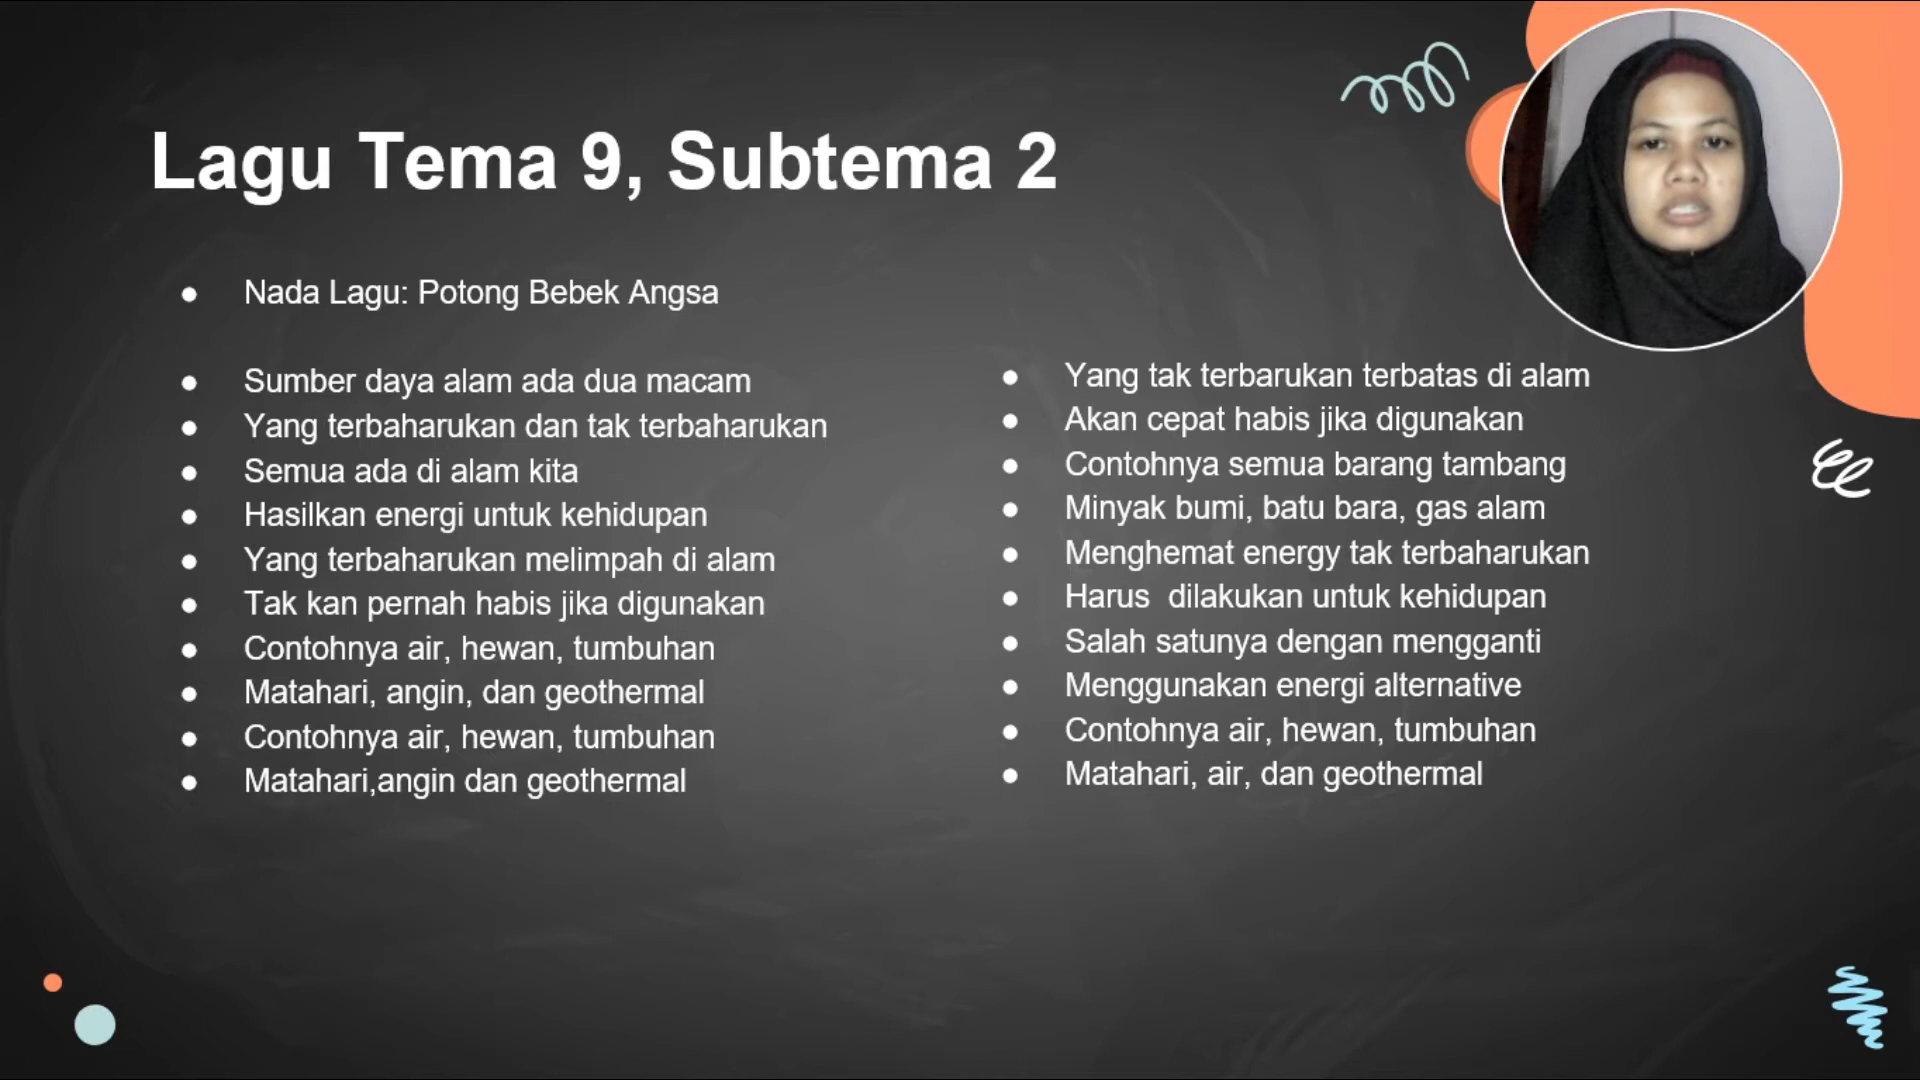 Lagu Tema 9, Subtema 2
Nada Lagu: Potong Bebek Angsa
Sumber daya alam ada dua macam
Yang terbaharukan dan tak terbaharukan
Semua ada di alam kita
Hasilkan energi untuk kehidupan
Yang terbaharukan melimpah di alam
Tak kan pernah habis jika digunakan
Contohnya air, hewan, tumbuhan
Matahari, angin, dan geothermal
Contohnya air, hewan, tumbuhan
Matahari,angin dan geothermal
Yang tak terbarukan terbatas di alam
Akan cepat habis jika digunakan
Contohnya semua barang tambang
Minyak bumi, batu bara, gas alam
Menghemat energy tak terbaharukan
Harus  dilakukan untuk kehidupan
Salah satunya dengan mengganti
Menggunakan energi alternative
Contohnya air, hewan, tumbuhan
Matahari, air, dan geothermal